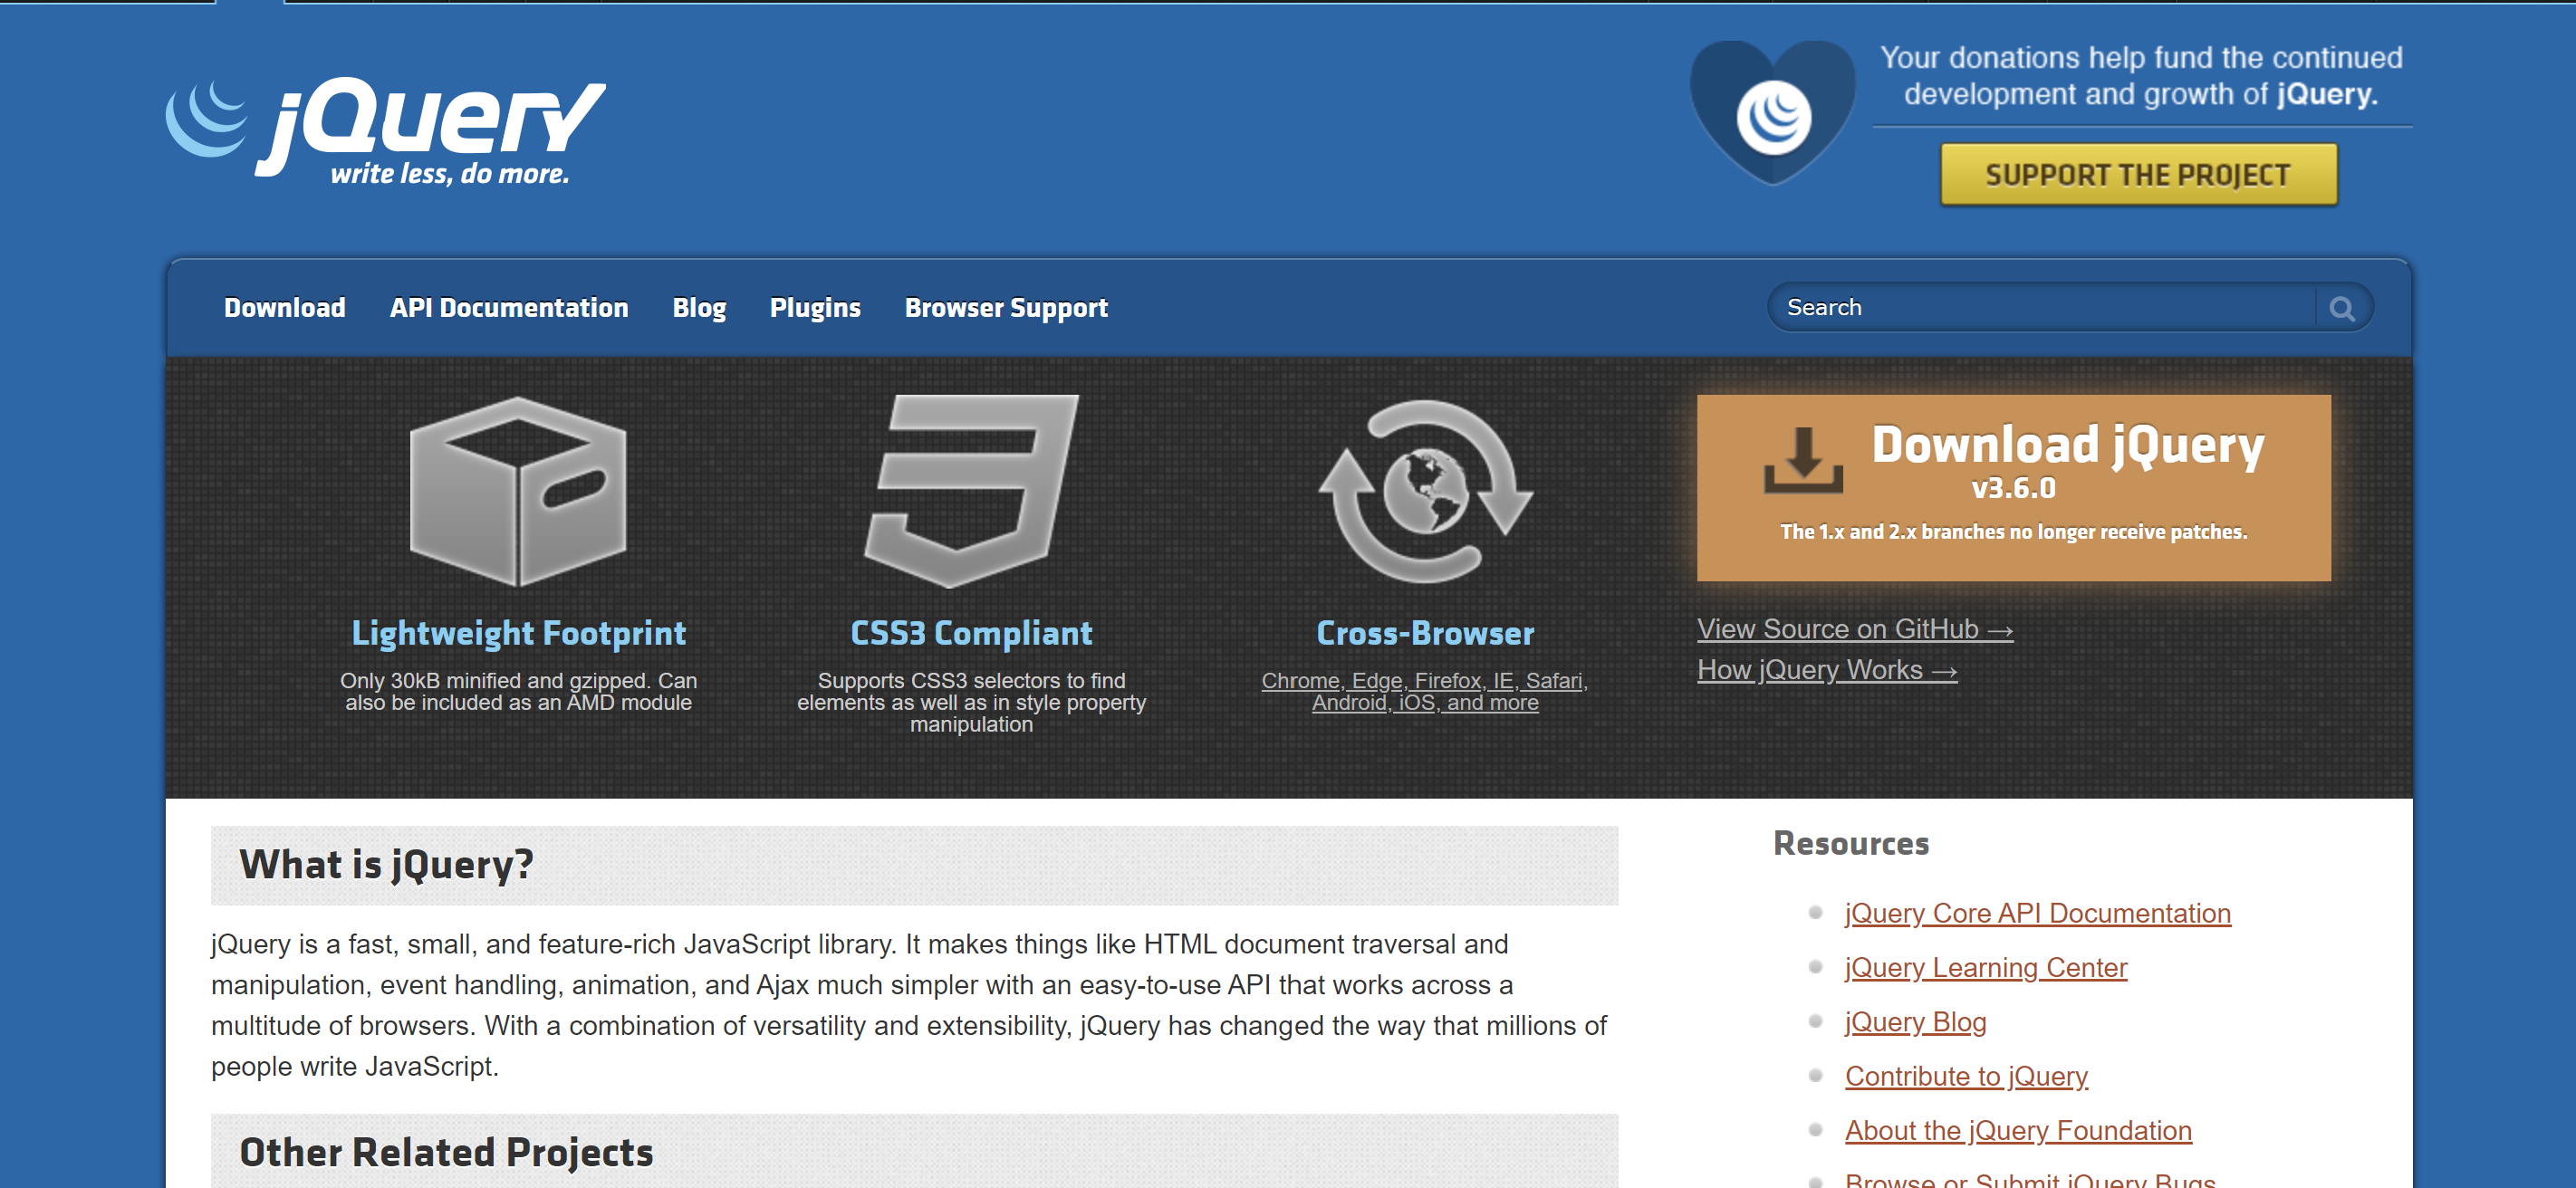 jQuery
write less, do more.
Your donations help fund the continued
development and growth of jQuery.
SUPPORT THE PROJECT
Download API Documentation Blog Plugins Browser Support
Search
Lightweight Footprint
Only 30kB minified and gzipped. Can
also be included as an AMD module
CSS3 Compliant
Supports CSS3 selectors to find
elements as well as in style property
manipulation
Cross-Browser
Chrome, Edge, Firefox, IE, Safari,
Android, iOS, and more
Download jQuery
v3.6.0
The 1.x and 2.x branches no longer receive patches.
View Source on GitHub →
How jQuery Works →
What is jQuery?
jQuery is a fast, small, and feature-rich JavaScript library. It makes things like HTML document traversal and
manipulation, event handling, animation, and Ajax much simpler with an easy-to-use API that works across a
multitude of browsers. With a combination of versatility and extensibility, jQuery has changed the way that millions of
people write JavaScript.
Other Related Projects
Resources
jQuery Core API Documentation
jQuery Learning Center
jQuery Blog
Contribute to jQuery
About the jQuery Foundation
Browse or Submit jQuery Bugs